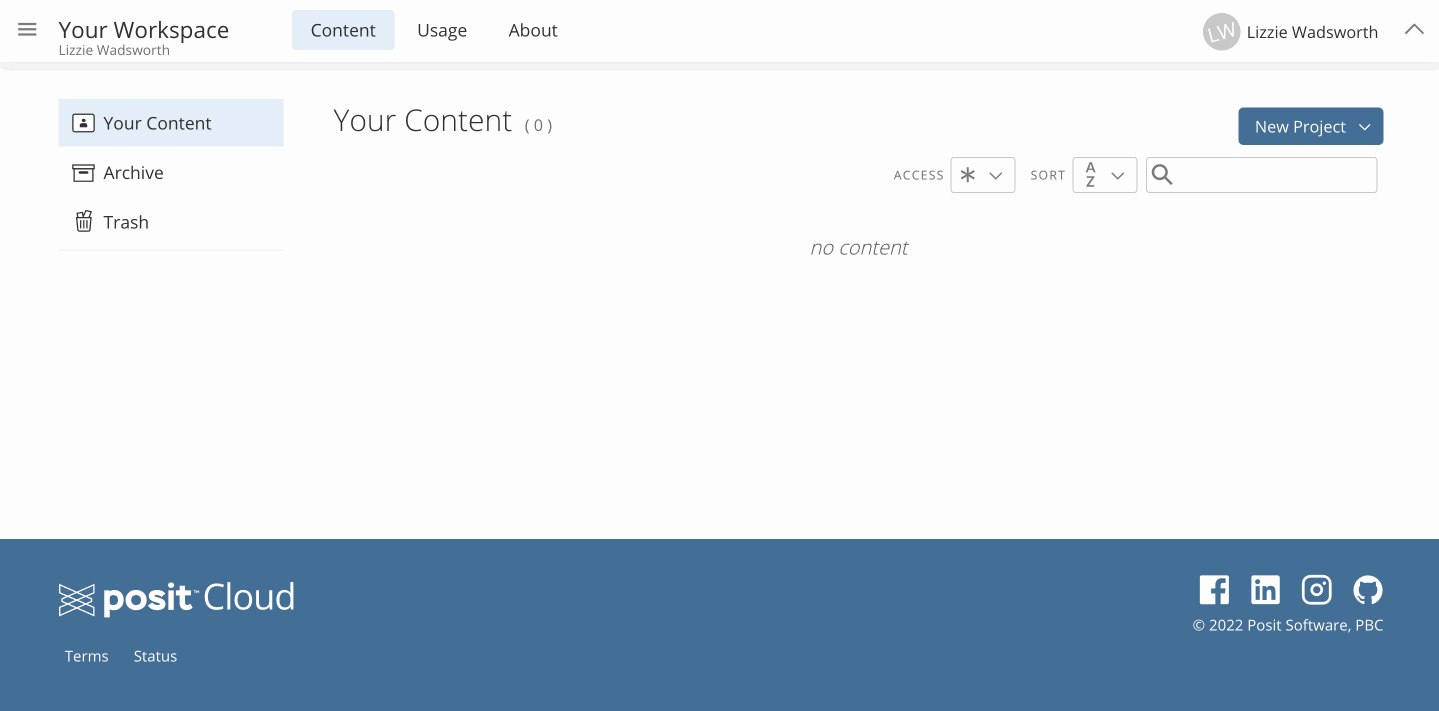 Your Workspace
Lizzie Wadsworth
Content
Usage
About
LW
Lizzie Wadsworth
Your Content
Archive
Trash
Your Content ( 0 )
New Project
ACCESS
SORT
A
Z
no content
posit™ Cloud
© 2022 Posit Software, PBC
Terms
Status